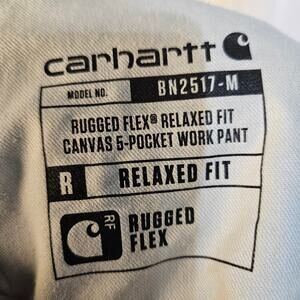 carhartt
MODEL NO. BN2517-M
RUGGED FLEX® RELAXED FIT
CANVAS 5-POCKET WORK PANT
R RELAXED FIT
RF RUGGED
FLEX